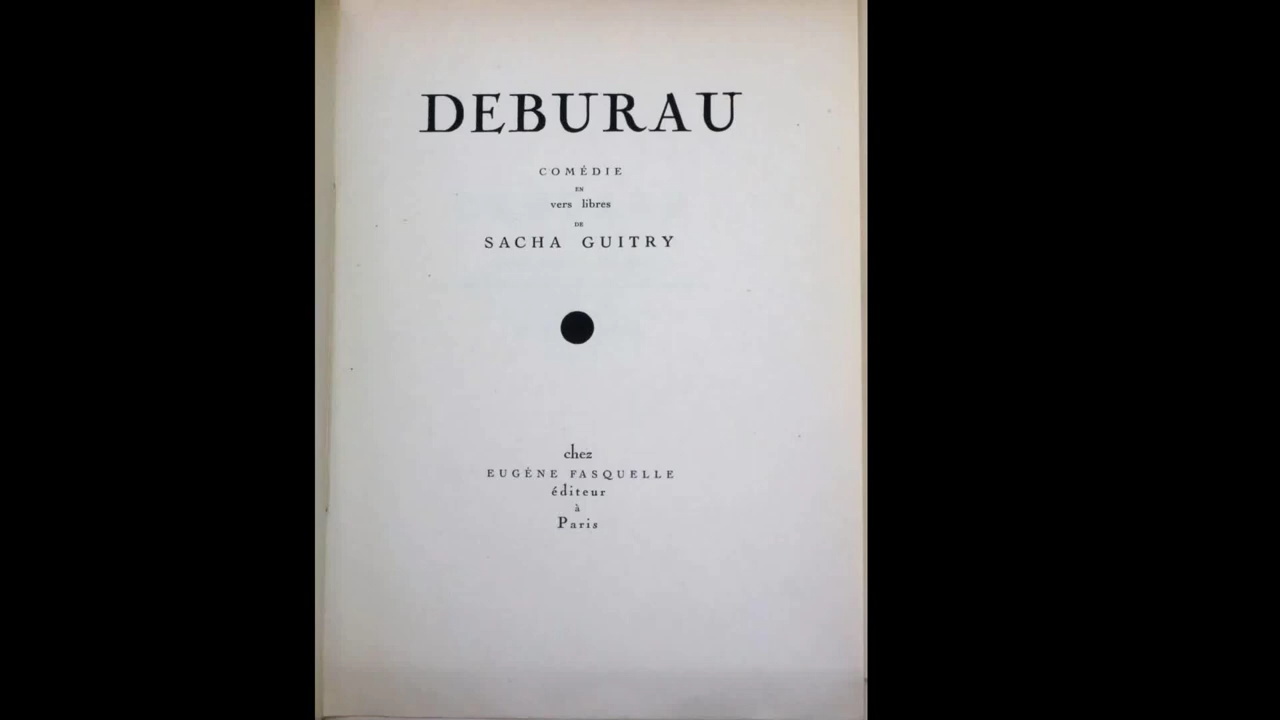 DEBURAU
COMÉDIE
EN
vers libres
DE
SACHA GUITRY
chez
EUGÈNE FASQUELLE
éditeur
à
Paris